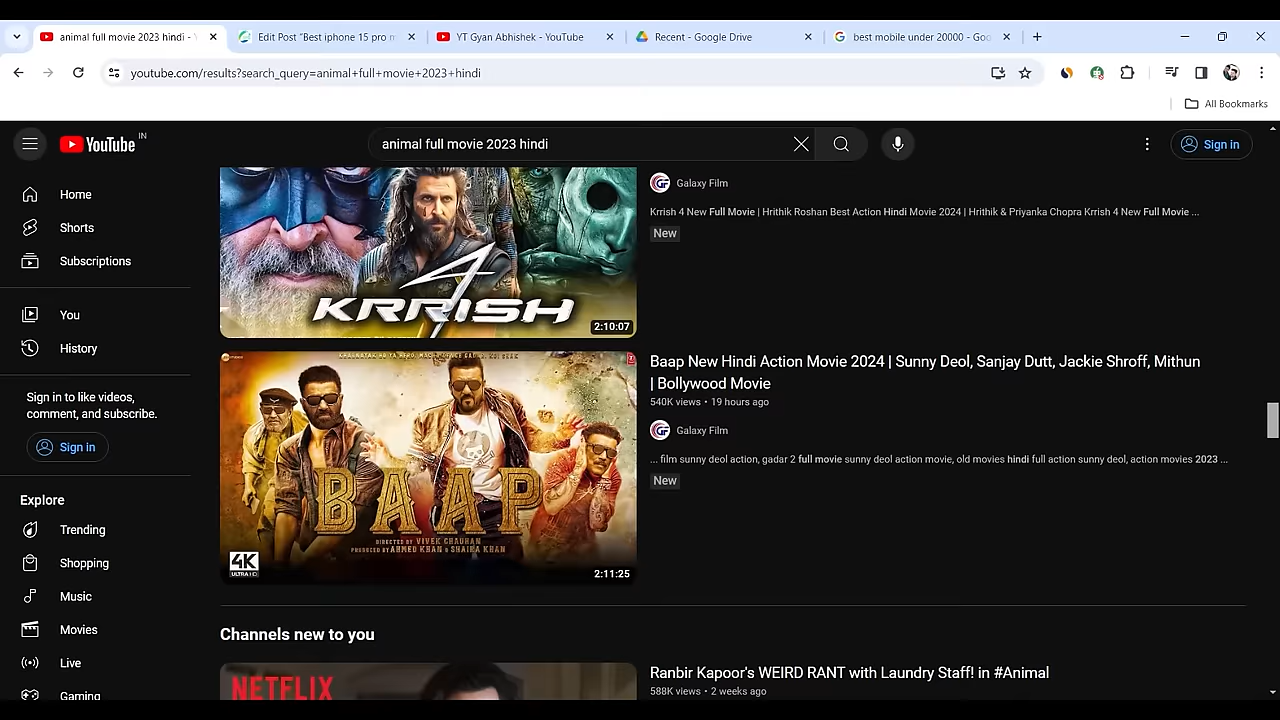 animal full movie 2023 hindi - Y
Edit Post "Best iphone 15 pro m
YT Gyan Abhishek - YouTube
Recent - Google Drive
best mobile under 20000 - Goo
youtube.com/results?search_query=animal+full+movie+2023+hindi
All Bookmarks
YouTube IN
animal full movie 2023 hindi
Sign in
Home
Shorts
Subscriptions
You
History
Sign in to like videos,
comment, and subscribe.
Sign in
Explore
Trending
Shopping
Music
Movies
Live
Gaming
4
KRRISH
2:10:07
GF Galaxy Film
Krrish 4 New Full Movie | Hrithik Roshan Best Action Hindi Movie 2024 | Hrithik & Priyanka Chopra Krrish 4 New Full Movie ...
New
BAAP
DIRECTED BY VIVEK CHAUHAN
PRODUCED BY AHMED KHAN & SHAIRA KHAN
4K
ULTRA HD
2:11:25
Baap New Hindi Action Movie 2024 | Sunny Deol, Sanjay Dutt, Jackie Shroff, Mithun
| Bollywood Movie
540K views • 19 hours ago
GF Galaxy Film
... film sunny deol action, gadar 2 full movie sunny deol action movie, old movies hindi full action sunny deol, action movies 2023 ...
New
Channels new to you
NETFLIX
Ranbir Kapoor's WEIRD RANT with Laundry Staff! in #Animal
588K views • 2 weeks ago